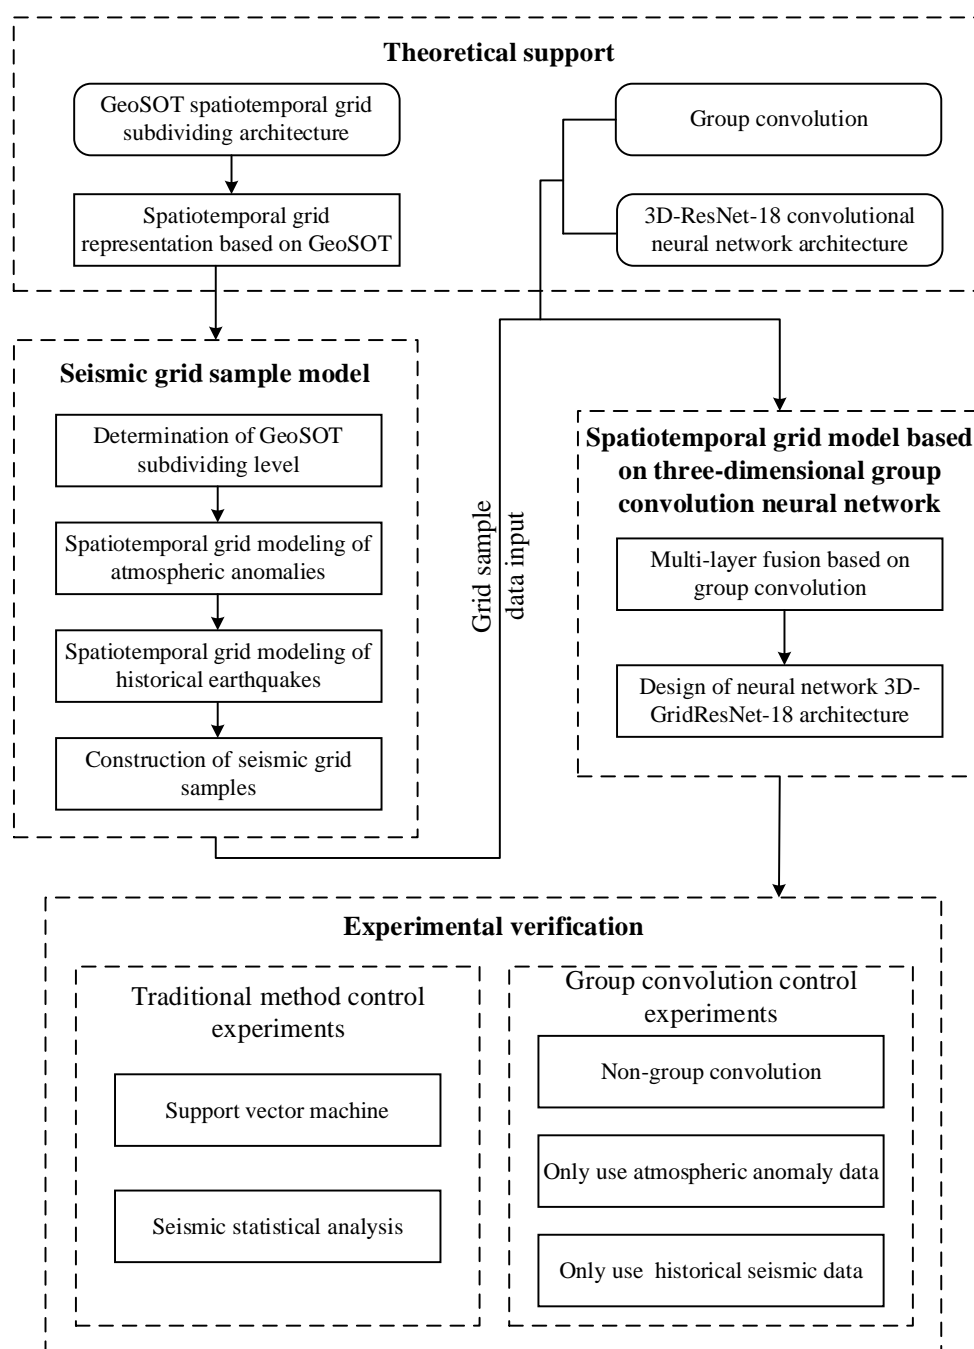 Theoretical support
GeoSOT spatiotemporal grid
subdividing architecture
Spatiotemporal grid
representation based on GeoSOT
Group convolution
3D-ResNet-18 convolutional
neural network architecture
Seismic grid sample model
Determination of GeoSOT
subdividing level
Spatiotemporal grid modeling of
atmospheric anomalies
Spatiotemporal grid modeling of
historical earthquakes
Construction of seismic grid
samples
Grid sample
data input
Spatiotemporal grid model based
on three-dimensional group
convolution neural network
Multi-layer fusion based on
group convolution
Design of neural network 3D-
GridResNet-18 architecture
Experimental verification
Traditional method control
experiments
Support vector machine
Seismic statistical analysis
Group convolution control
experiments
Non-group convolution
Only use atmospheric anomaly data
Only use historical seismic data